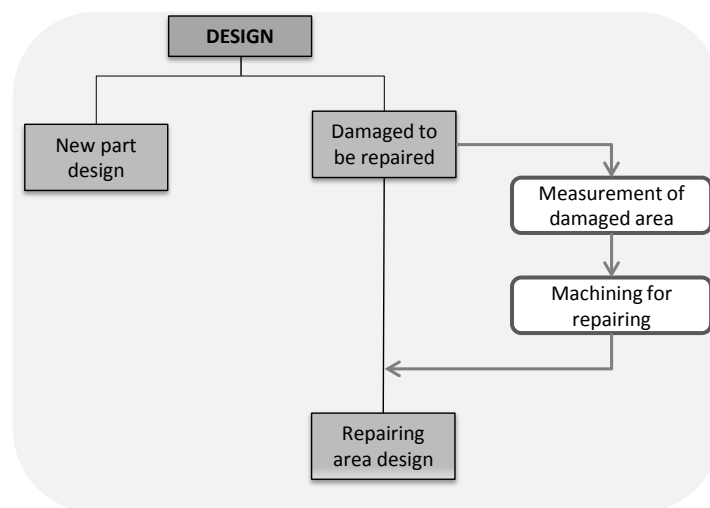 DESIGN
New part
design
Damaged to
be repaired
Measurement of
damaged area
Machining for
repairing
Repairing
area design